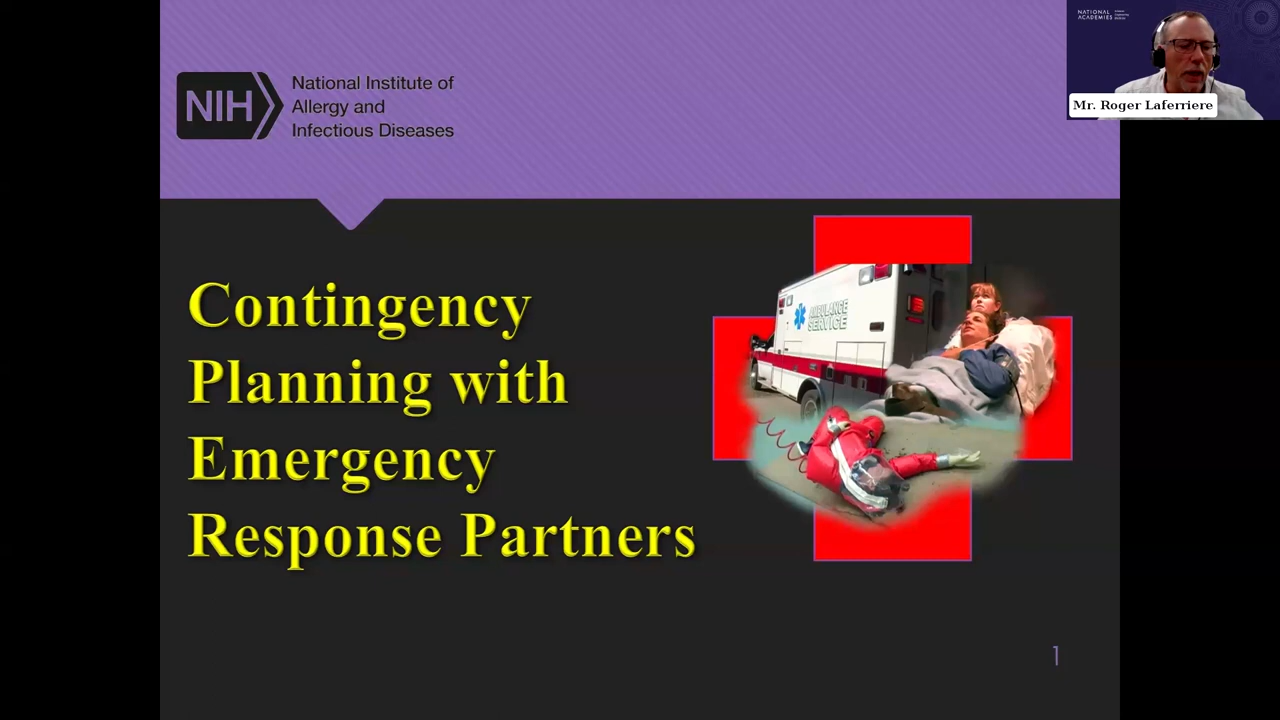 NIH
National Institute of
Allergy and
Infectious Diseases
NATIONAL
ACADEMIES
Mr. Roger Laferriere
Contingency
Planning with
Emergency
Response Partners
AMBULANCE
SERVICE
1